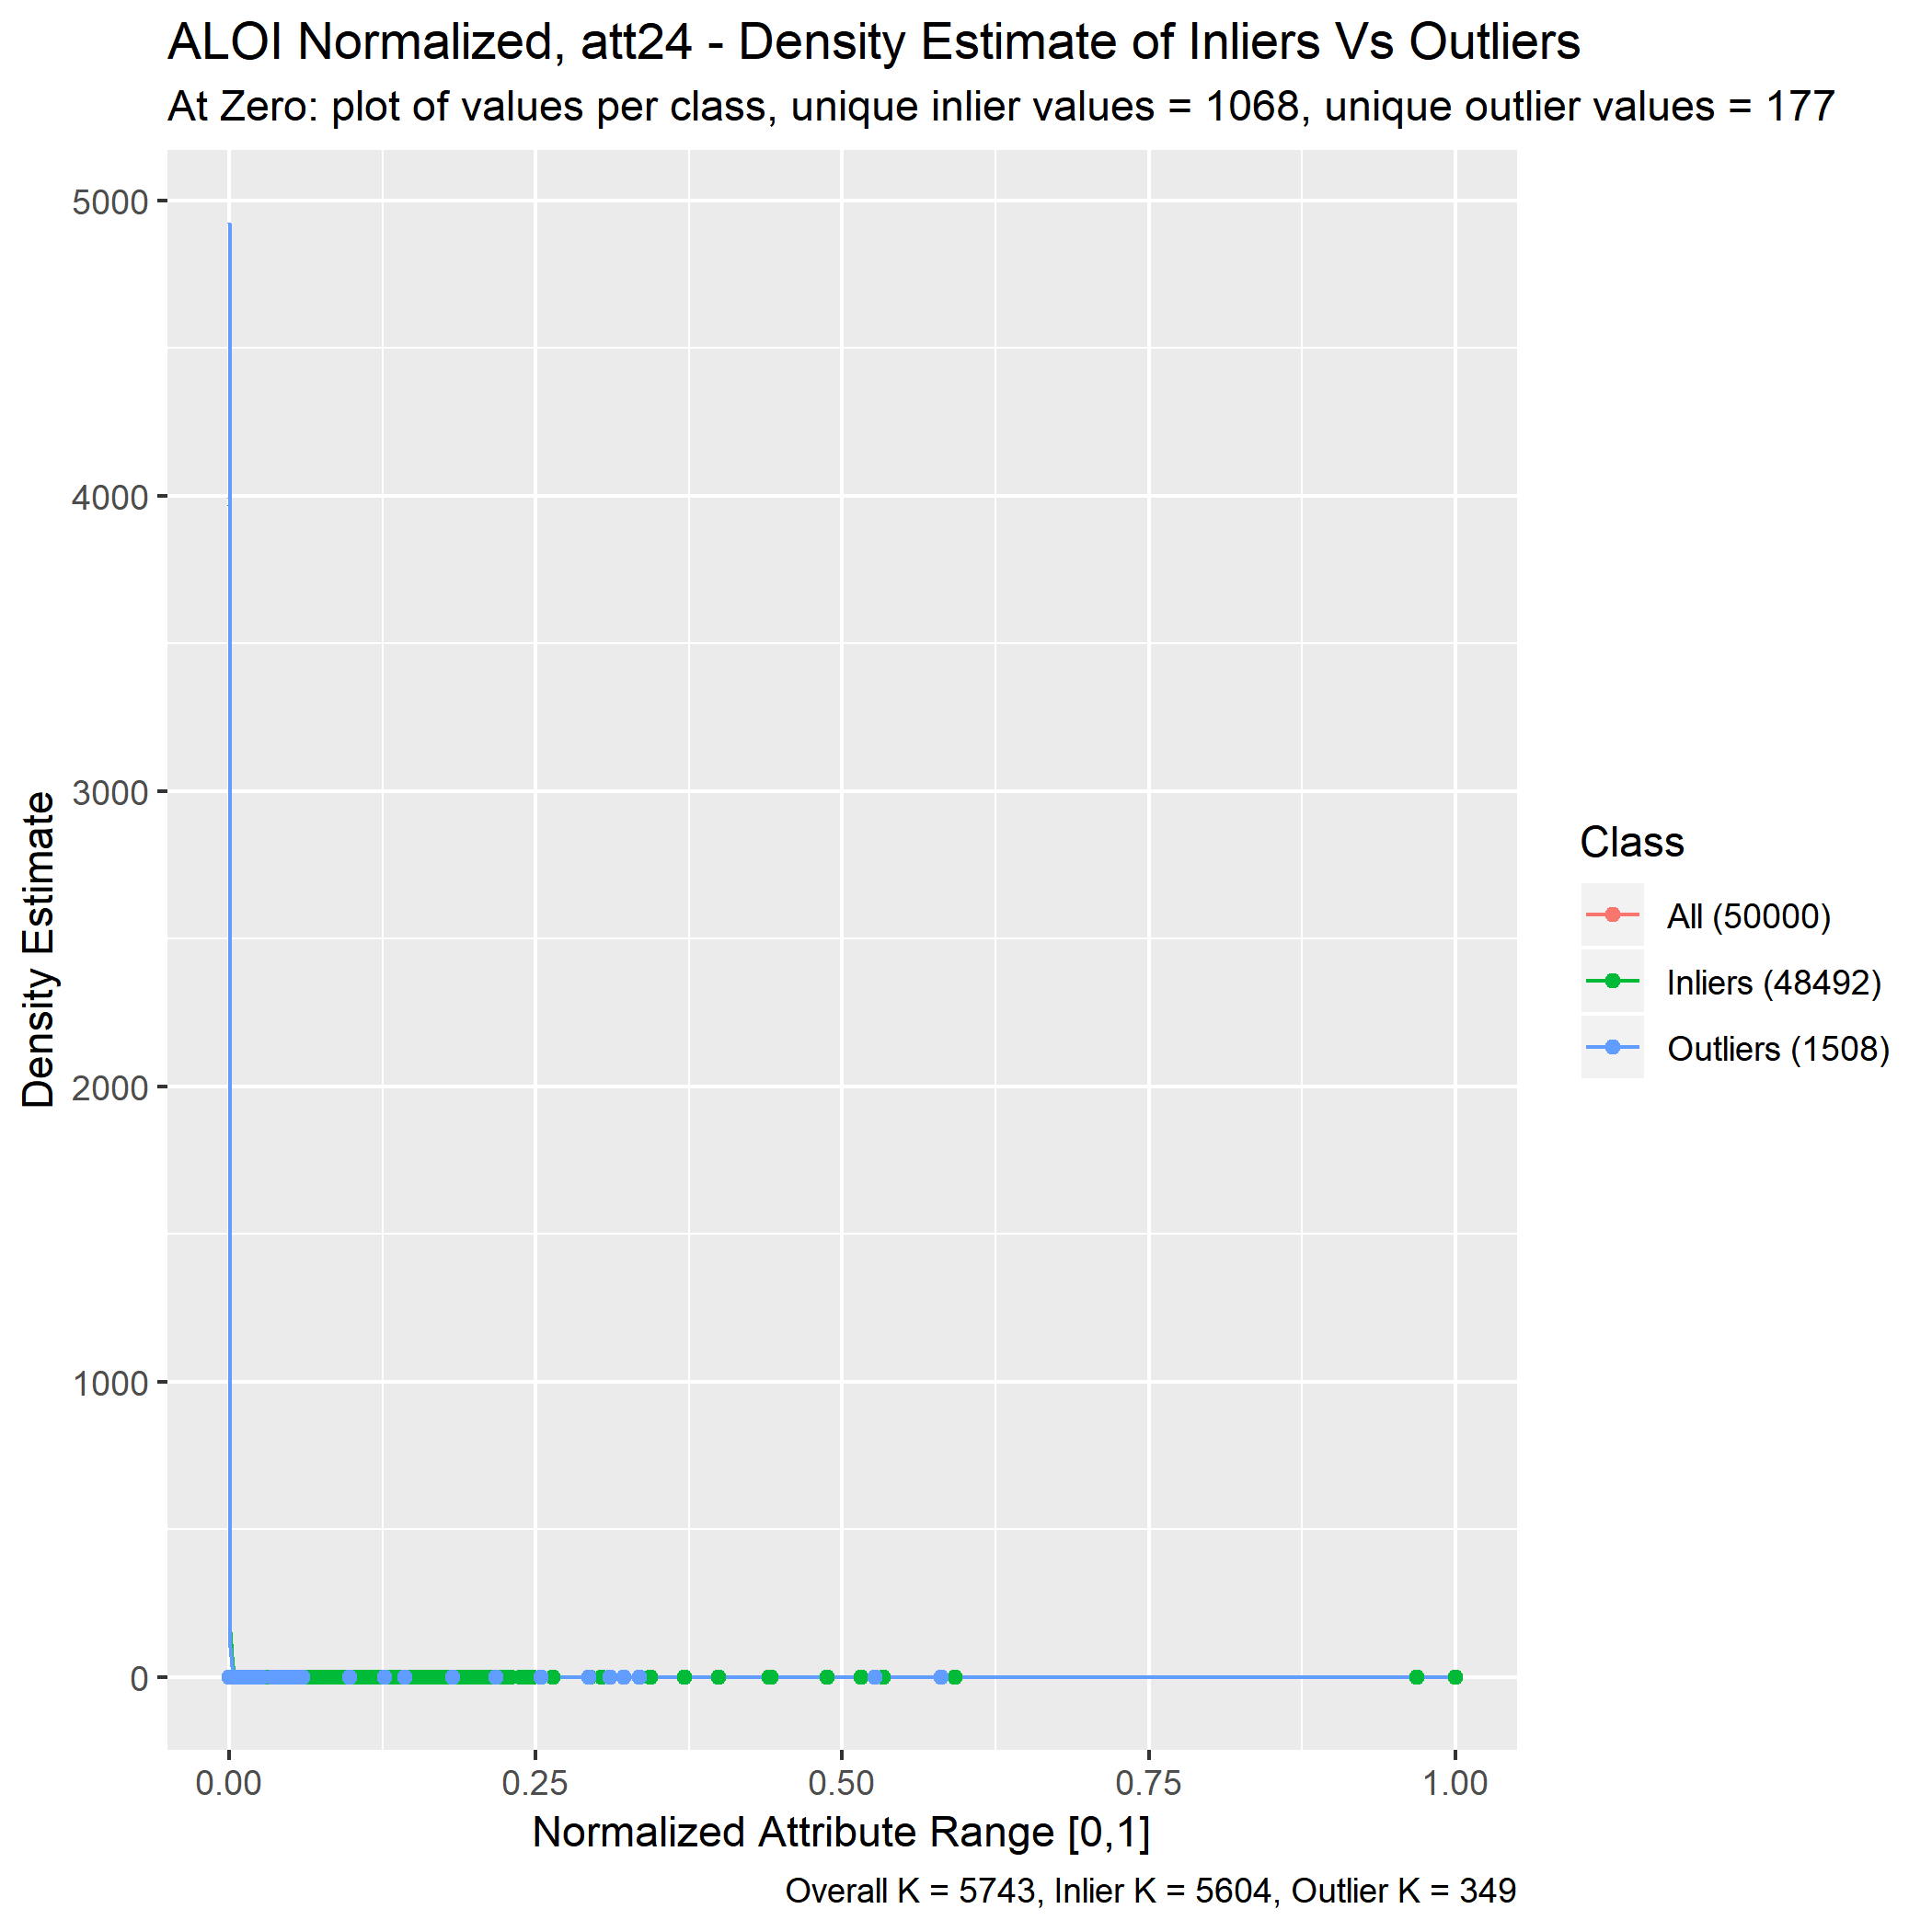 ALOI Normalized, att24 - Density Estimate of Inliers Vs Outliers
At Zero: plot of values per class, unique inlier values = 1068, unique outlier values = 177
Density Estimate
5000
4000
3000
2000
1000
0
0.00
0.25
0.50
0.75
1.00
Normalized Attribute Range [0,1]
Overall K = 5743, Inlier K = 5604, Outlier K = 349
Class
All (50000)
Inliers (48492)
Outliers (1508)